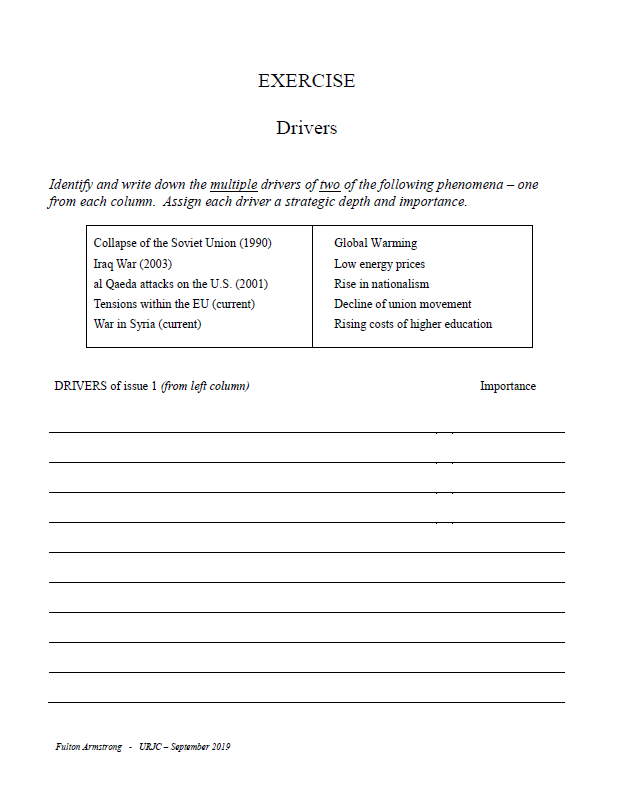 EXERCISE
Drivers
Identify and write down the multiple drivers of two of the following phenomena – one
from each column.  Assign each driver a strategic depth and importance.
Collapse of the Soviet Union (1990)
Iraq War (2003)
al Qaeda attacks on the U.S. (2001)
Tensions within the EU (current)
War in Syria (current)
Global Warming
Low energy prices
Rise in nationalism
Decline of union movement
Rising costs of higher education
DRIVERS of issue 1 (from left column) Importance
Fulton Armstrong - URJC – September 2019